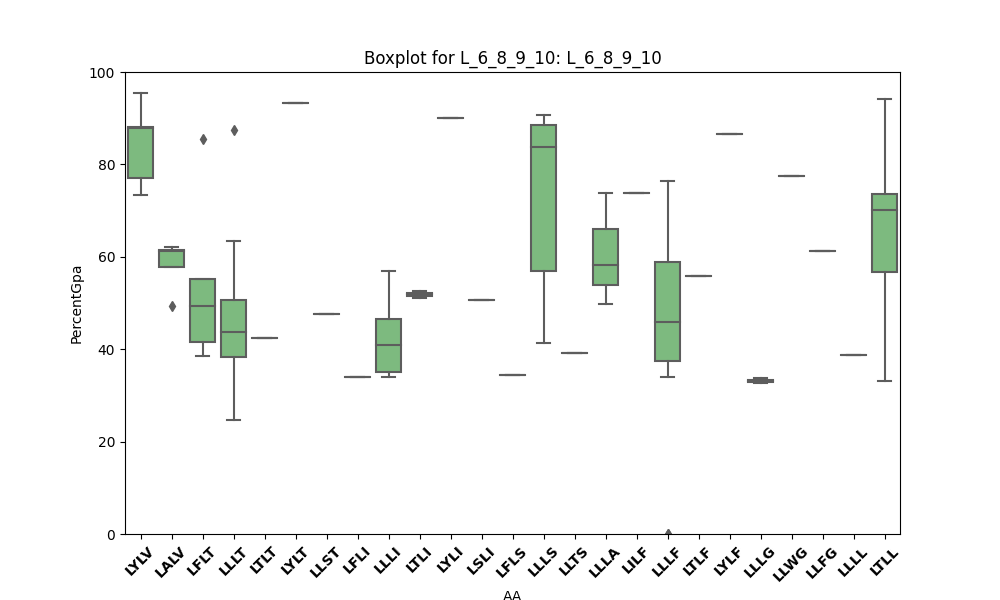 Boxplot for L_6_8_9_10: L_6_8_9_10
100
80
60
40
20
0
PercentGpa
LYLV LALV LFLT LLLT LTLT LYLT LLST LFLI LLLI LTLI LYLI LSLI LFLS LLLS LLTS LLLA LILF LLLF LTLF LYLF LLLG LLWG LLFG LLLL LTLL
AA